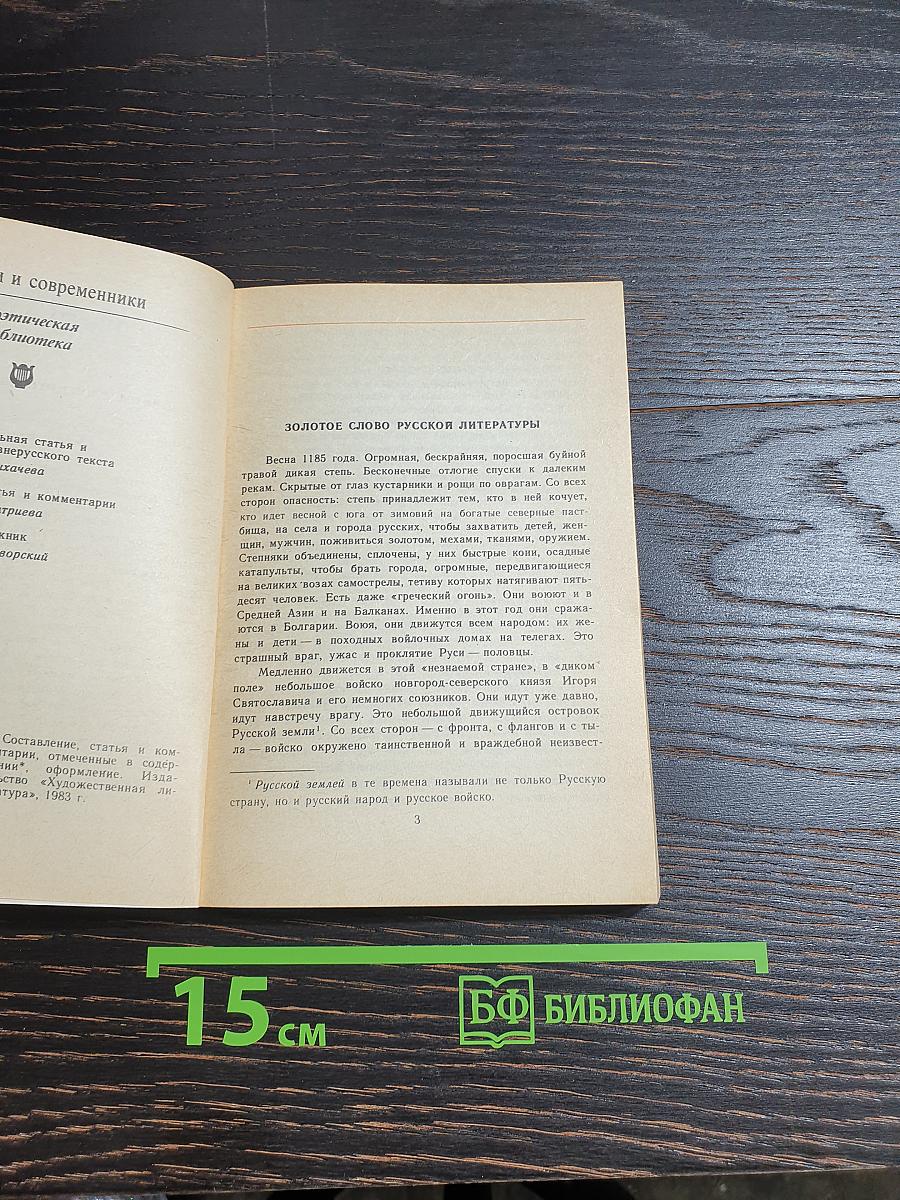 и современники
этическая
блиотека
льная статья и
внерусского текста
ихачева
тья и комментарии
атриева
жник
ворский
Составление, статья и ком-
нтарии, отмеченные в содер-
нии*, оформление. Изда-
льство «Художественная ли-
ратура», 1983 г.
ЗОЛОТОЕ СЛОВО РУССКОЙ ЛИТЕРАТУРЫ
Весна 1185 года. Огромная, бескрайняя, поросшая буйной
травой дикая степь. Бесконечные отлогие спуски к далеким
рекам. Скрытые от глаз кустарники и рощи по оврагам. Со всех
сторон опасность: степь принадлежит тем, кто в ней кочует,
кто идет весной с юга от зимовий на богатые северные паст-
бища, на села и города русских, чтобы захватить детей, жен-
щин, мужчин, поживиться золотом, мехами, тканями, оружием.
Степняки объединены, сплочены, у них быстрые кони, осадные
катапульты, чтобы брать города, огромные, передвигающиеся
на великих возах самострелы, тетиву которых натягивают пять-
десят человек. Есть даже «греческий огонь». Они воюют и в
Средней Азии и на Балканах. Именно в этот год они сража-
ются в Болгарии. Воюя, они движутся всем народом: их же-
ны и дети — в походных войлочных домах на телегах. Это
страшный враг, ужас и проклятие Руси — половцы.
Медленно движется в этой «незнаемой стране», в «диком
поле» небольшое войско новгород-северского князя Игоря
Святославича и его немногих союзников. Они идут уже давно,
идут навстречу врагу. Это небольшой движущийся островок
Русской земли¹. Со всех сторон — с фронта, с флангов и с ты-
ла — войско окружено таинственной и враждебной неизвест-
¹ Русской землей в те времена называли не только Русскую
страну, но и русский народ и русское войско.
3
15 см
БФ БИБЛИОФАН